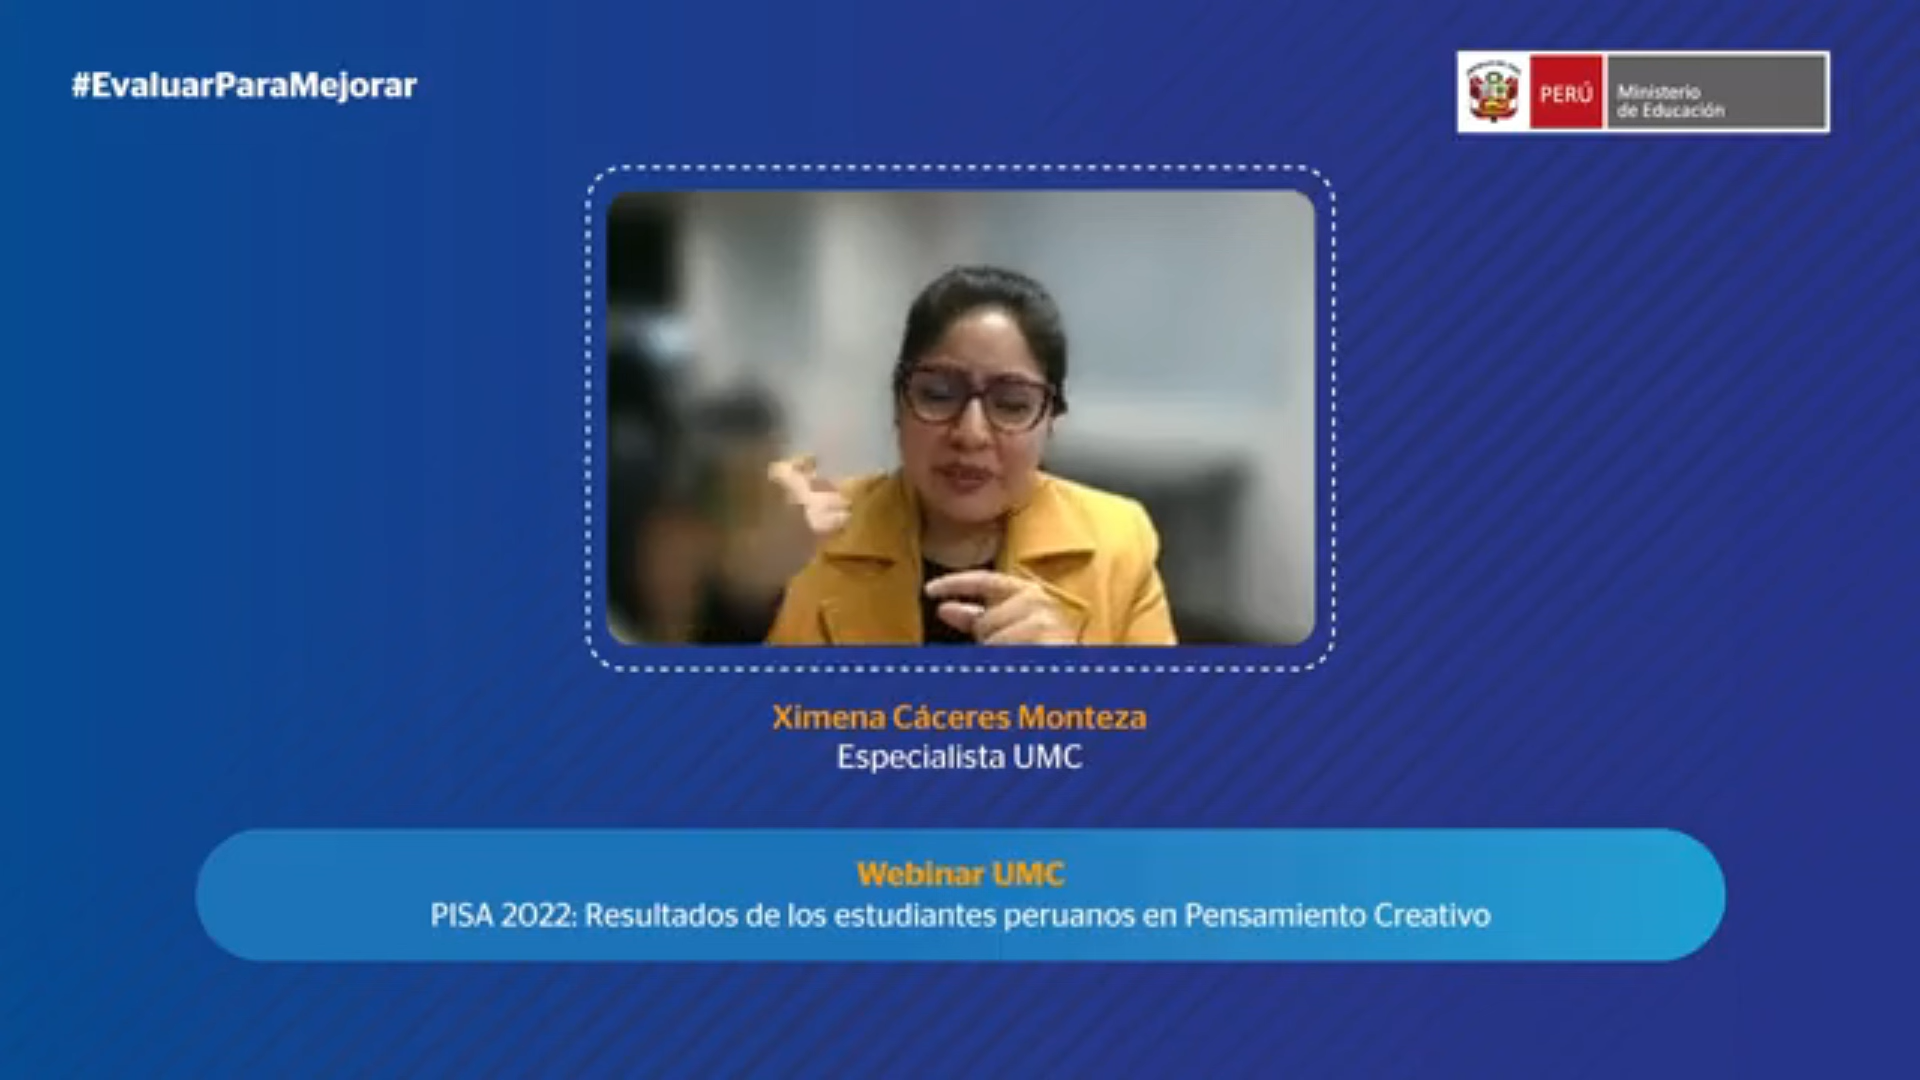 #EvaluarParaMejorar
PERÚ
Ministerio
de Educación
Ximena Cáceres Monteza
Especialista UMC
Webinar UMC
PISA 2022: Resultados de los estudiantes peruanos en Pensamiento Creativo